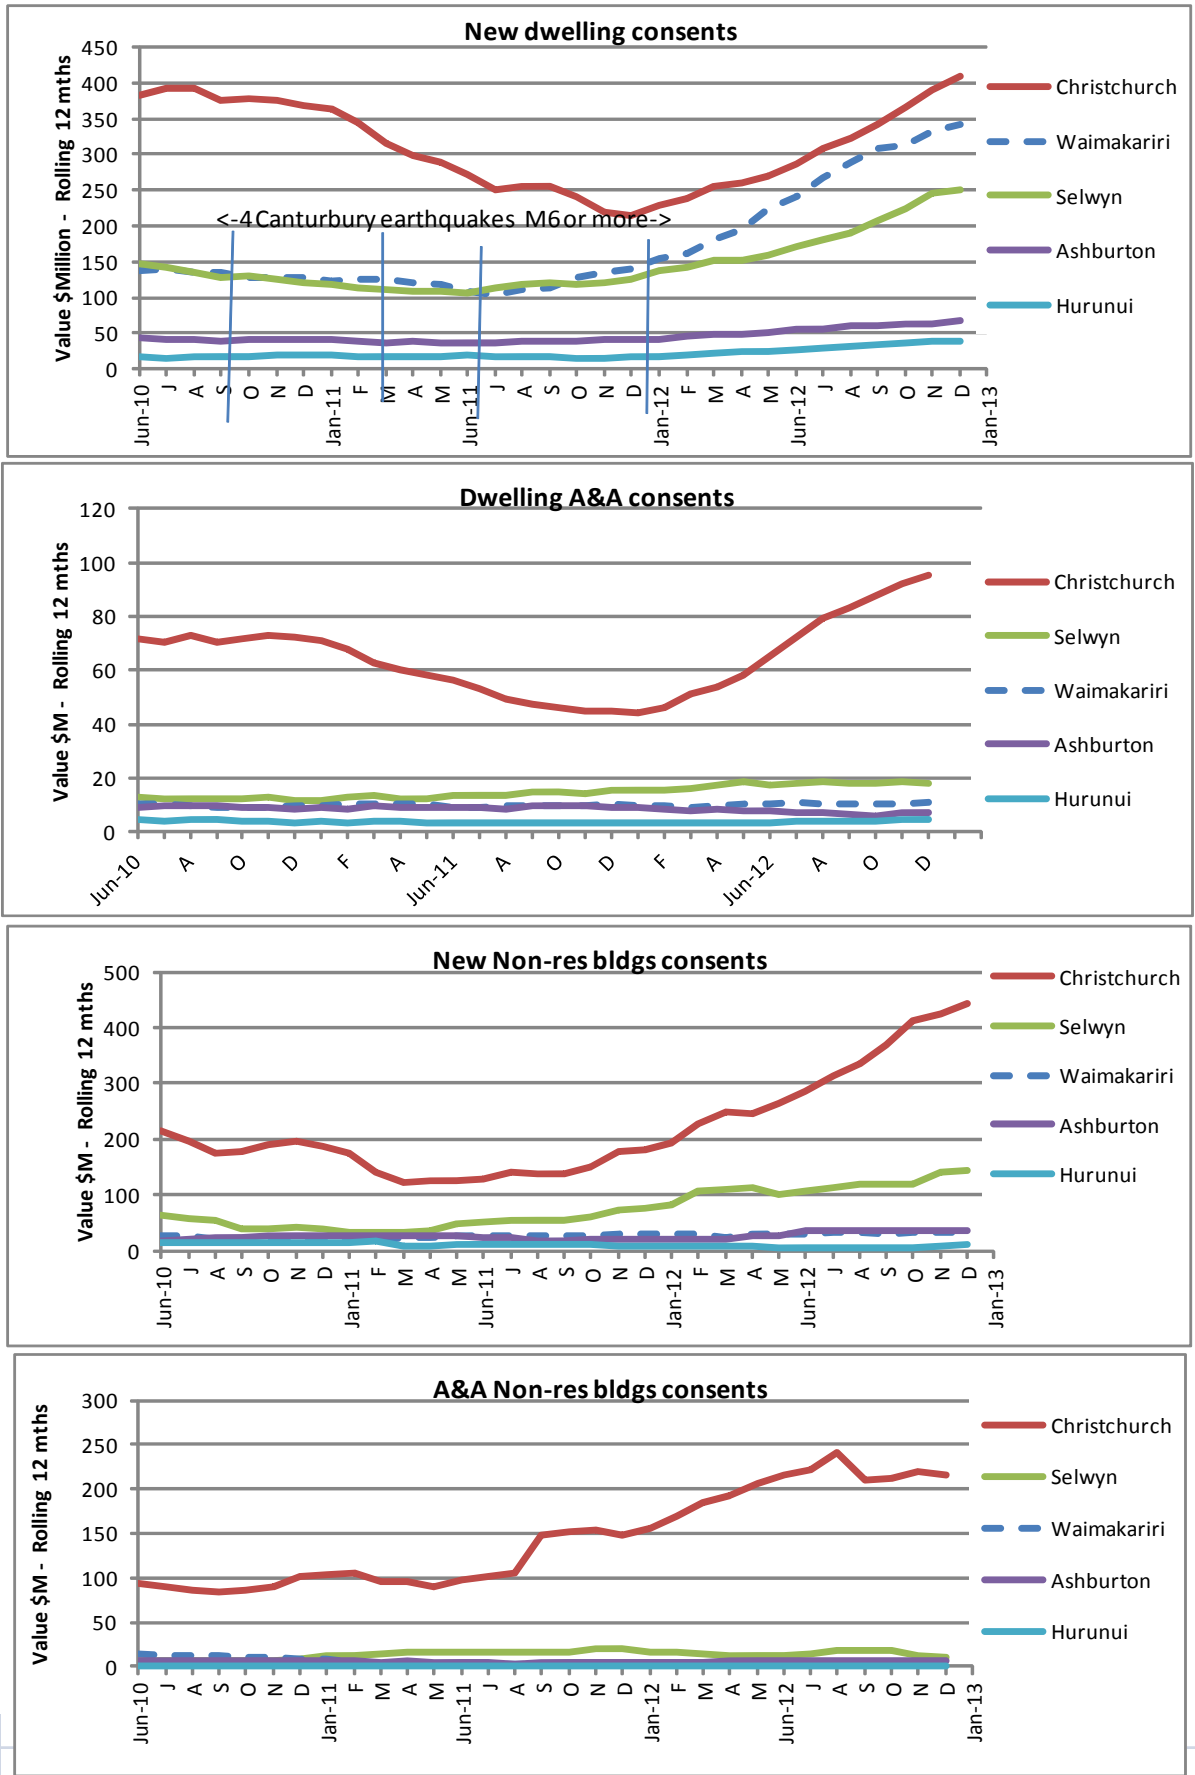 New dwelling consents
Value $Million - Rolling 12 mths
450
400
350
300
250
200
150
100
50
0
<-4 Canturbury earthquakes M6 or more->
Jun-10
J
A
S
O
N
D
Jan-11
F
M
A
M
Jun-11
J
A
S
O
N
D
Jan-12
F
M
A
M
Jun-12
J
A
S
O
N
D
Jan-13
Christchurch
Waimakariri
Selwyn
Ashburton
Hurunui
Dwelling A&A consents
Value $M - Rolling 12 mths
120
100
80
60
40
20
0
Jun-10
A
O
D
F
A
Jun-11
A
O
D
F
A
Jun-12
A
O
D
Christchurch
Selwyn
Waimakariri
Ashburton
Hurunui
New Non-res bldgs consents
Value $M - Rolling 12 mths
500
400
300
200
100
0
Jun-10
J
A
S
O
N
D
Jan-11
F
M
A
M
Jun-11
J
A
S
O
N
D
Jan-12
F
M
A
M
Jun-12
J
A
S
O
N
D
Jan-13
Christchurch
Selwyn
Waimakariri
Ashburton
Hurunui
A&A Non-res bldgs consents
Value $M - Rolling 12 mths
300
250
200
150
100
50
0
Jun-10
J
A
S
O
N
D
Jan-11
F
M
A
M
Jun-11
J
A
S
O
N
D
Jan-12
F
M
A
M
Jun-12
J
A
S
O
N
D
Jan-13
Christchurch
Selwyn
Waimakariri
Ashburton
Hurunui